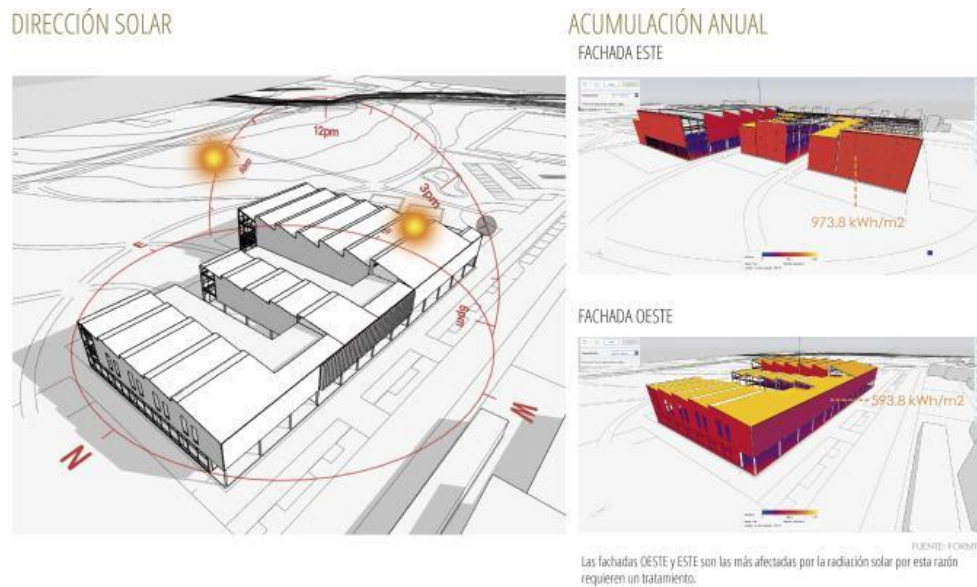 DIRECCIÓN SOLAR
12pm
3pm
6pm
E
N
W
ACUMULACIÓN ANUAL
FACHADA ESTE
973,8 kWh/m2
FACHADA OESTE
593,8 kWh/m2
FUENTE: FORMI
Las fachadas OESTE y ESTE son las más afectadas por la radiación solar por esta razón
requieren un tratamiento.